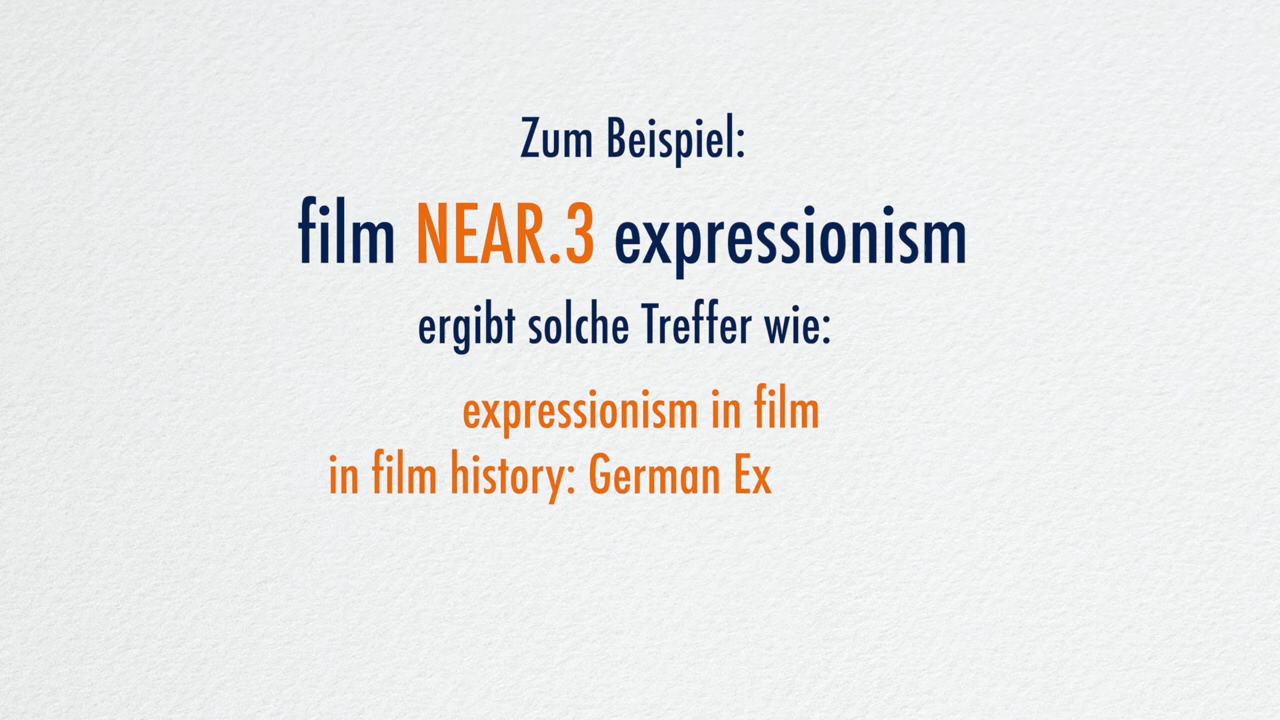 Zum Beispiel:
film NEAR.3 expressionism
ergibt solche Treffer wie:
expressionism in film
in film history: German Ex